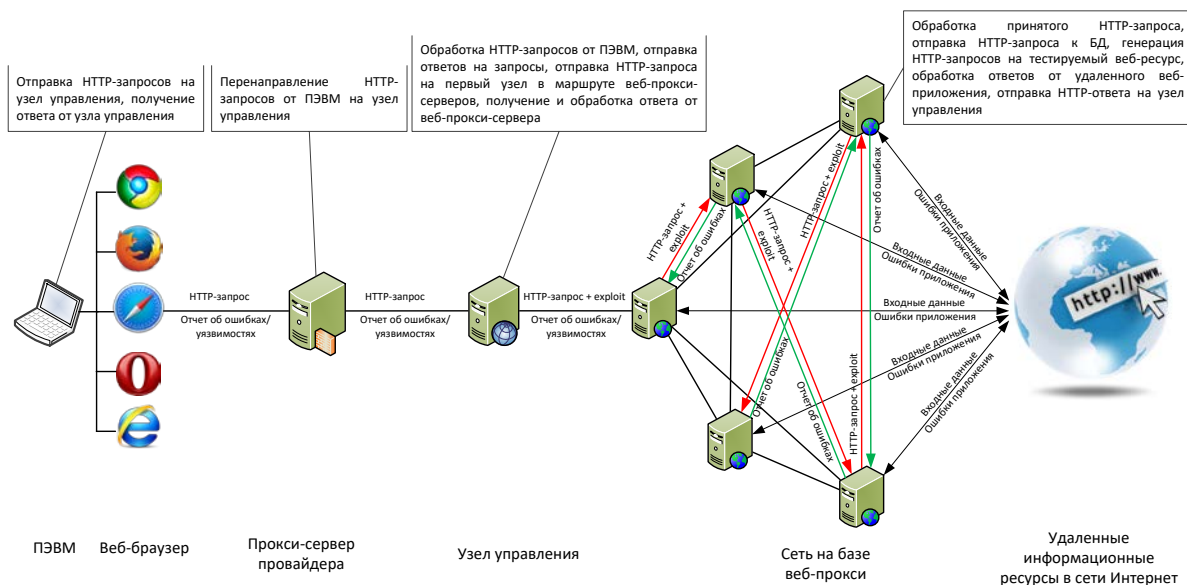 Отправка HTTP-запросов на
узел управления, получение
ответа от узла управления
Перенаправление HTTP-
запросов от ПЭВМ на узел
управления
Обработка HTTP-запросов от ПЭВМ, отправка
ответов на запросы, отправка HTTP-запроса
на первый узел в маршруте веб-прокси-
серверов, получение и обработка ответа от
веб-прокси-сервера
Обработка принятого HTTP-запроса,
отправка HTTP-запроса к БД, генерация
HTTP-запросов на тестируемый веб-ресурс,
обработка ответов от удаленного веб-
приложения, отправка HTTP-ответа на узел
управления
HTTP-запрос
Отчет об ошибках/
уязвимостях
HTTP-запрос
Отчет об ошибках/
уязвимостях
HTTP-запрос + exploit
Отчет об ошибках/
уязвимостях
HTTP-запрос +
exploit
Отчет об ошибках
HTTP-запрос +
exploit
Отчет об ошибках
HTTP-запрос + exploit
Отчет об ошибках
HTTP-запрос + exploit
Отчет об ошибках
Входные данные
Ошибки приложения
Входные данные
Ошибки приложения
Входные данные
Ошибки приложения
Входные данные
Ошибки приложения
Входные данные
Ошибки приложения
http://www.
ПЭВМ
Веб-браузер
Прокси-сервер
провайдера
Узел управления
Сеть на базе
веб-прокси
Удаленные
информационные
ресурсы в сети Интернет